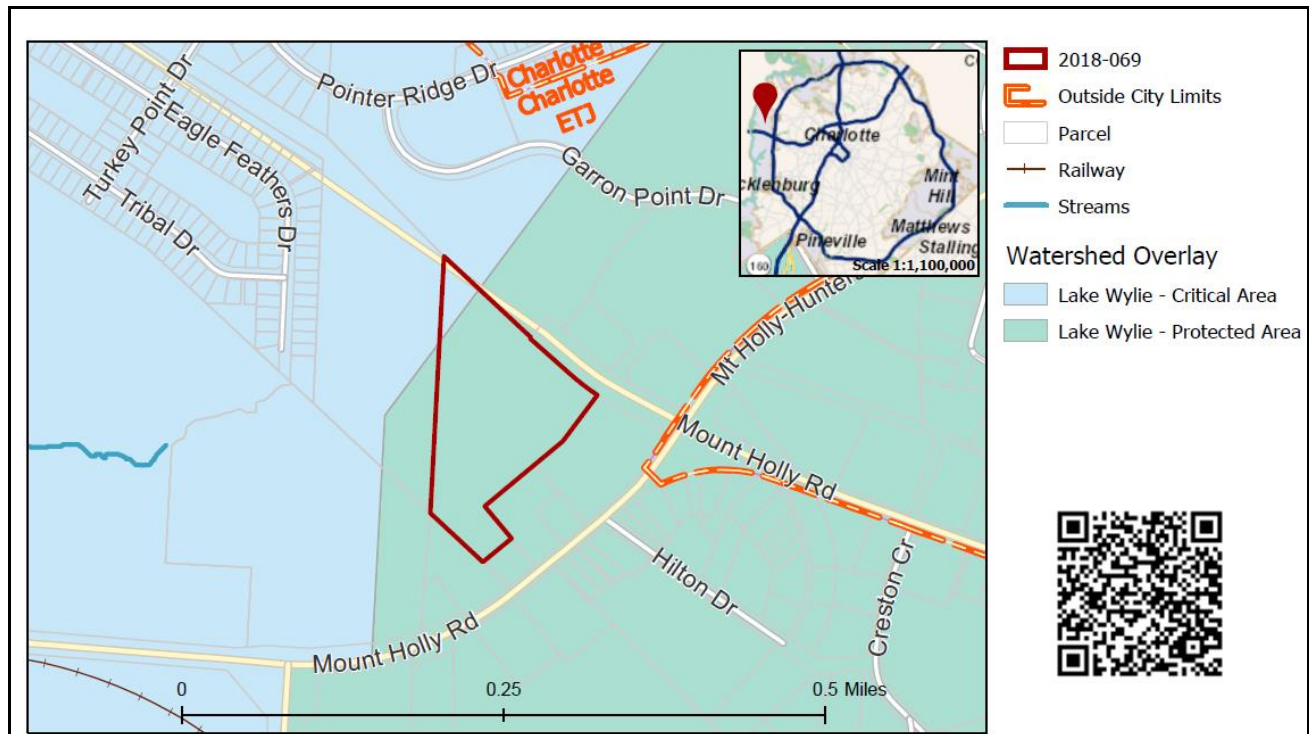 Charlotte
Charlotte
ETJ
Pointer Ridge Dr
Turkey Point Dr
Eagle Feathers Dr
Tribal Dr
Garron Point Dr
Mt Holly-Hunters
Mount Holly Rd
Hilton Dr
Creston Cr
Mount Holly Rd
0
0.25
0.5 Miles
Charlotte
cklenburg
Mint
Hill
Matthews
Pineville
Stalling
160
Scale 1:1,100,000
2018-069
Outside City Limits
Parcel
Railway
Streams
Watershed Overlay
Lake Wylie - Critical Area
Lake Wylie - Protected Area